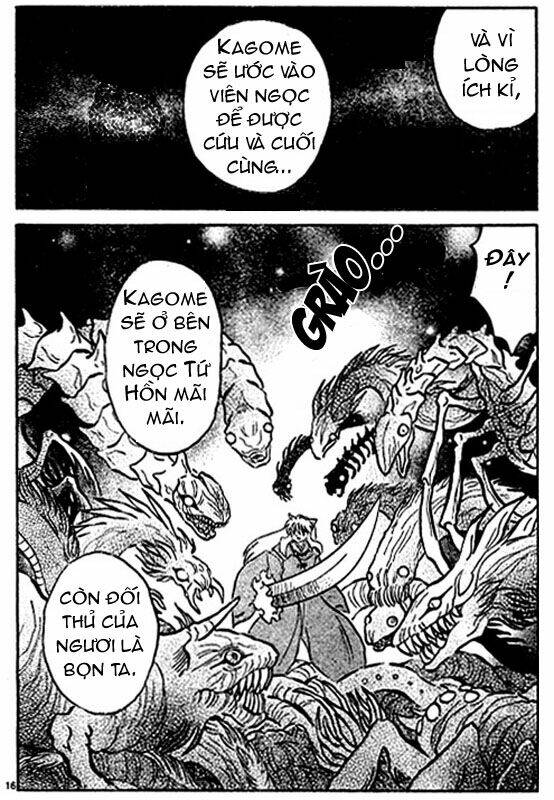 VÀ VÌ
LÒNG
ÍCH KỈ,
KAGOME
SẼ ƯỚC VÀO
VIÊN NGỌC
ĐỂ ĐƯỢC
CỨU VÀ CUỐI
CÙNG...
ĐÂY
!
GRÀO...
KAGOME
SẼ Ở BÊN
TRONG
NGỌC TỨ
HỒN MÃI
MÃI.
CÒN ĐỐI
THỦ CỦA
NGƯƠI LÀ
BỌN TA.
16